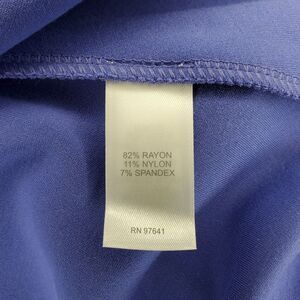 82% RAYON
11% NYLON
7% SPANDEX
RN 97641